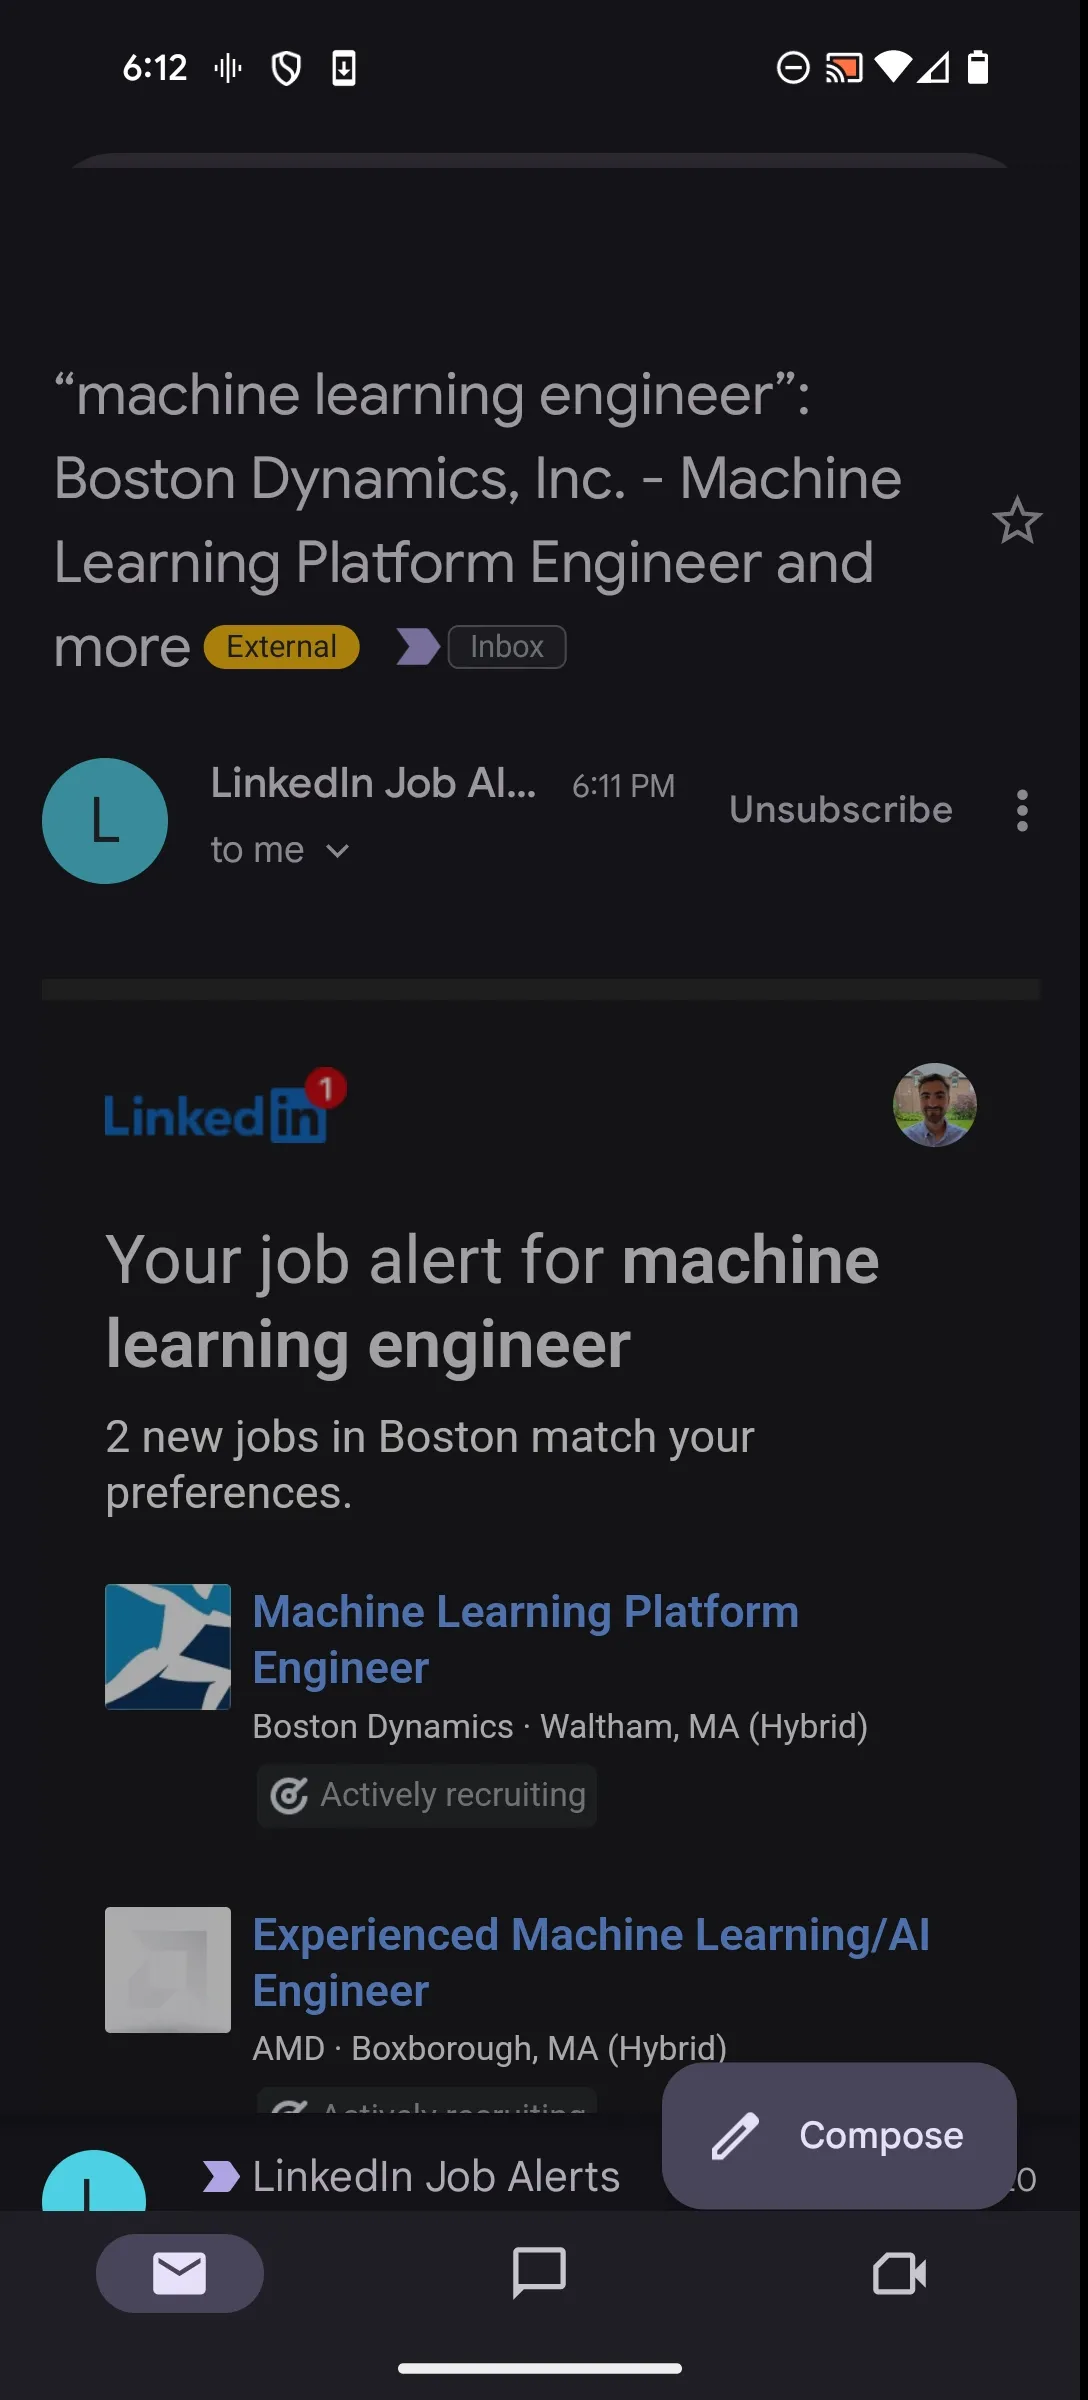 6:12
“machine learning engineer”:
Boston Dynamics, Inc. - Machine
Learning Platform Engineer and
more External Inbox
L
LinkedIn Job Al... 6:11 PM
Unsubscribe
to me
LinkedIn 1
Your job alert for machine
learning engineer
2 new jobs in Boston match your
preferences.
Machine Learning Platform
Engineer
Boston Dynamics · Waltham, MA (Hybrid)
Actively recruiting
Experienced Machine Learning/AI
Engineer
AMD · Boxborough, MA (Hybrid)
Actively recruiting
Compose
L
LinkedIn Job Alerts